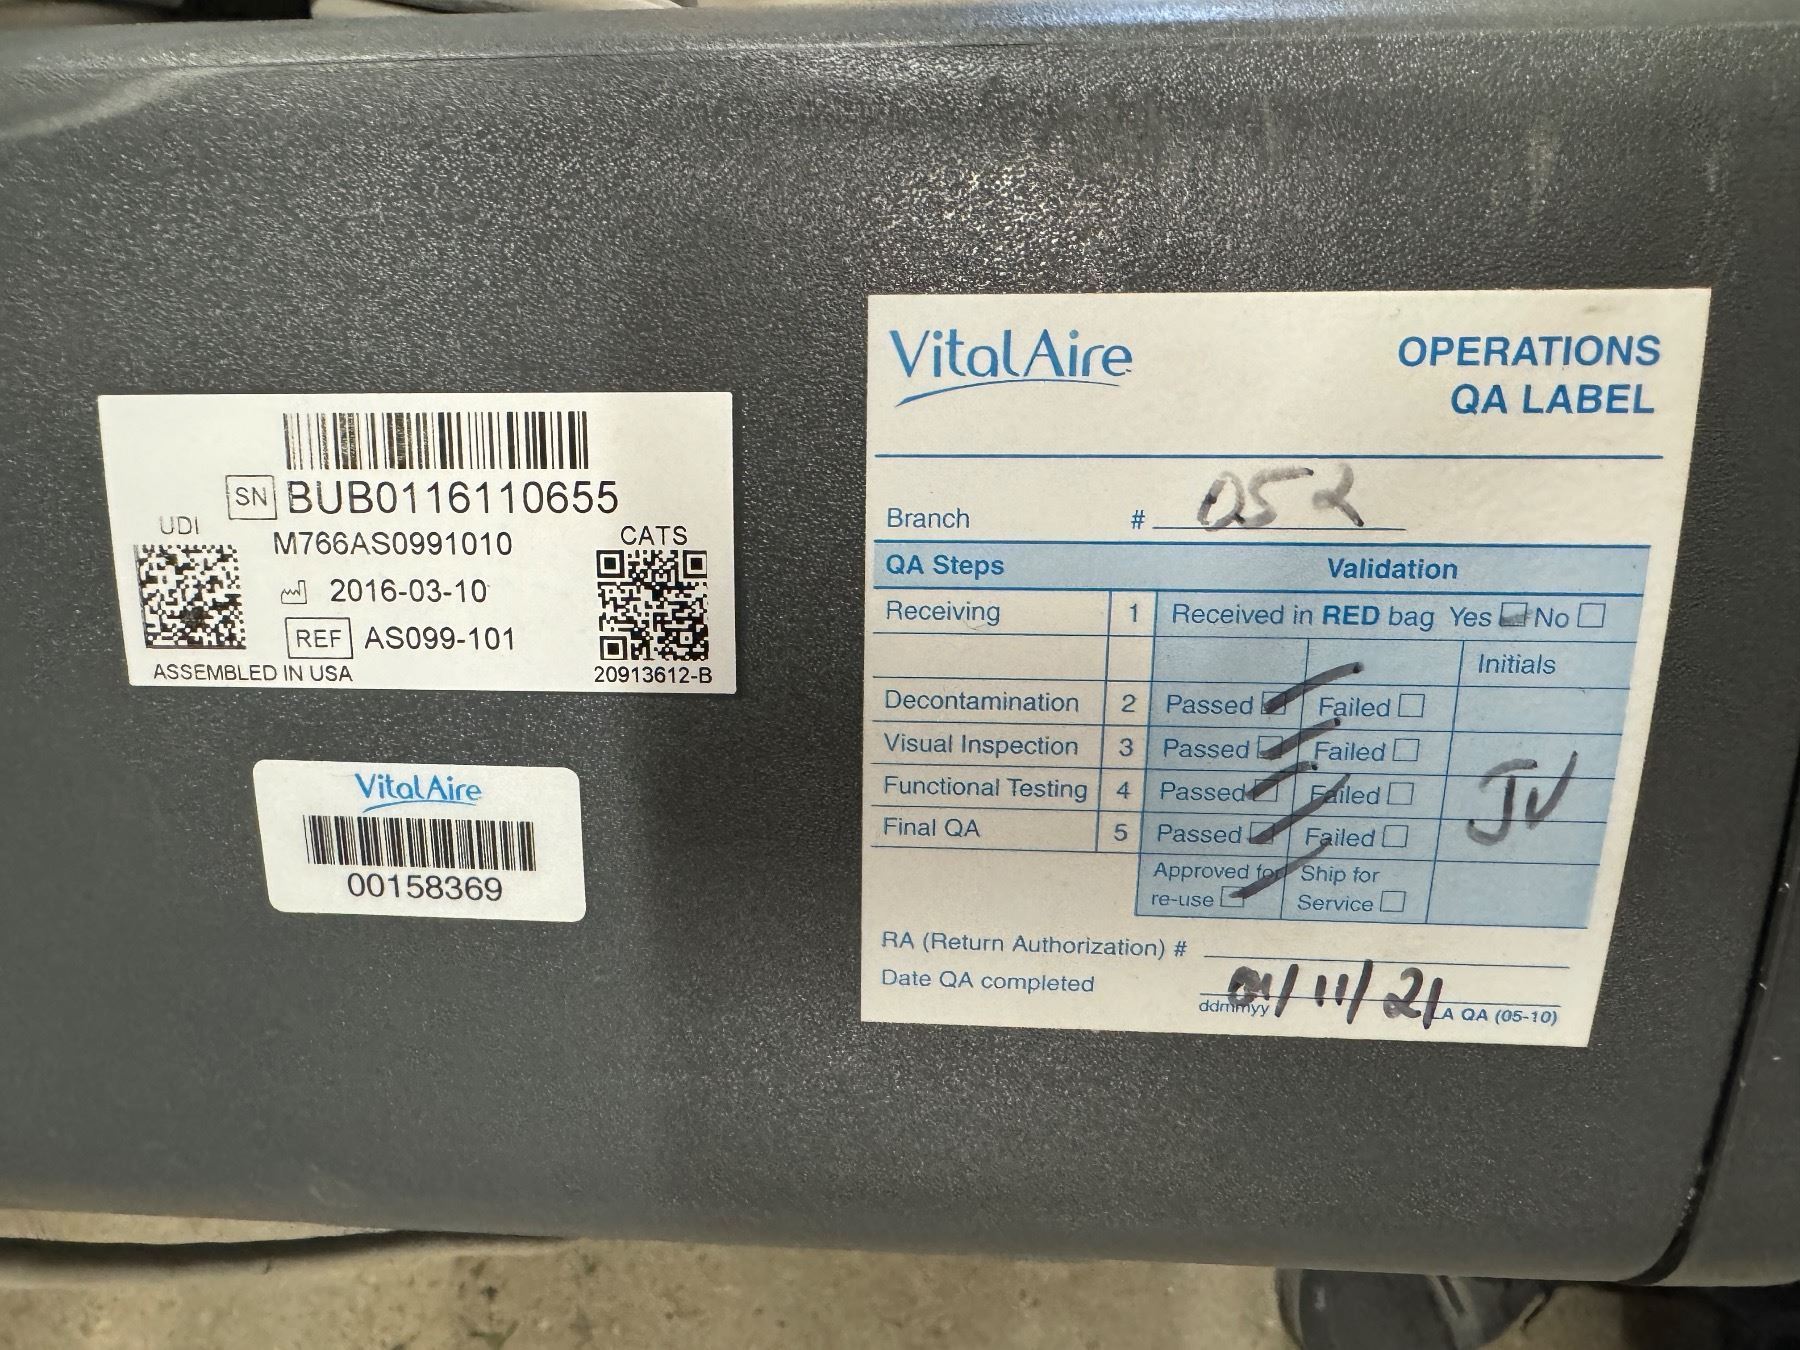 SN BUB0116110655
UDI
M766AS0991010
CATS
2016-03-10
REF AS099-101
ASSEMBLED IN USA
20913612-B
VitalAire
00158369
VitalAire
OPERATIONS
QA LABEL
Branch # 052
QA Steps Validation
Receiving 1 Received in RED bag Yes No
Initials
Decontamination 2 Passed Failed
Visual Inspection 3 Passed Failed
Functional Testing 4 Passed Failed
JV
Final QA 5 Passed Failed
Approved for
re-use
Ship for
Service
RA (Return Authorization) #
Date QA completed 01/11/21
ddmmyy LA QA (05-10)